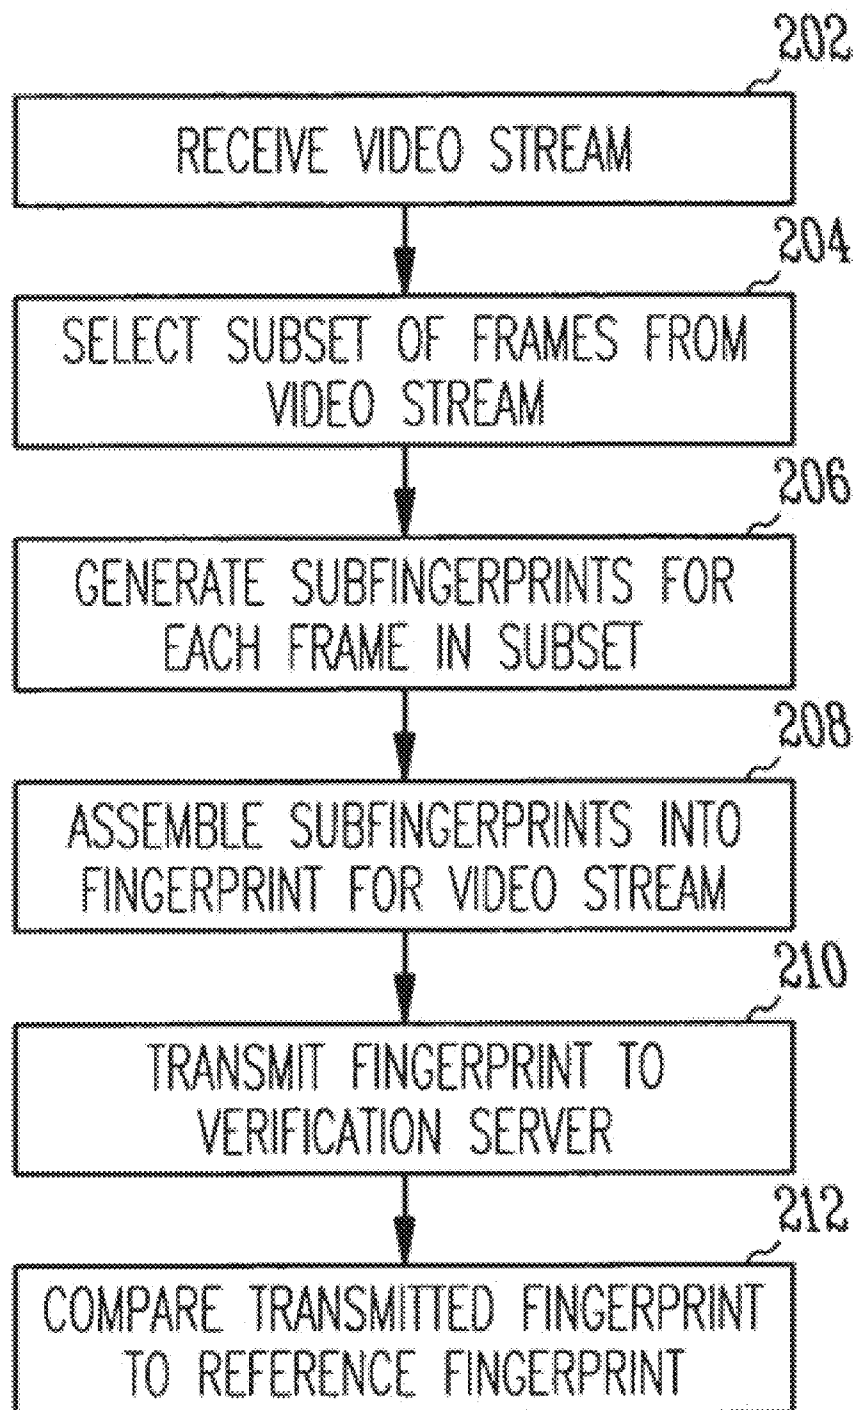 202
RECEIVE VIDEO STREAM
204
SELECT SUBSET OF FRAMES FROM
VIDEO STREAM
206
GENERATE SUBFINGERPRINTS FOR
EACH FRAME IN SUBSET
208
ASSEMBLE SUBFINGERPRINTS INTO
FINGERPRINT FOR VIDEO STREAM
210
TRANSMIT FINGERPRINT TO
VERIFICATION SERVER
212
COMPARE TRANSMITTED FINGERPRINT
TO REFERENCE FINGERPRINT